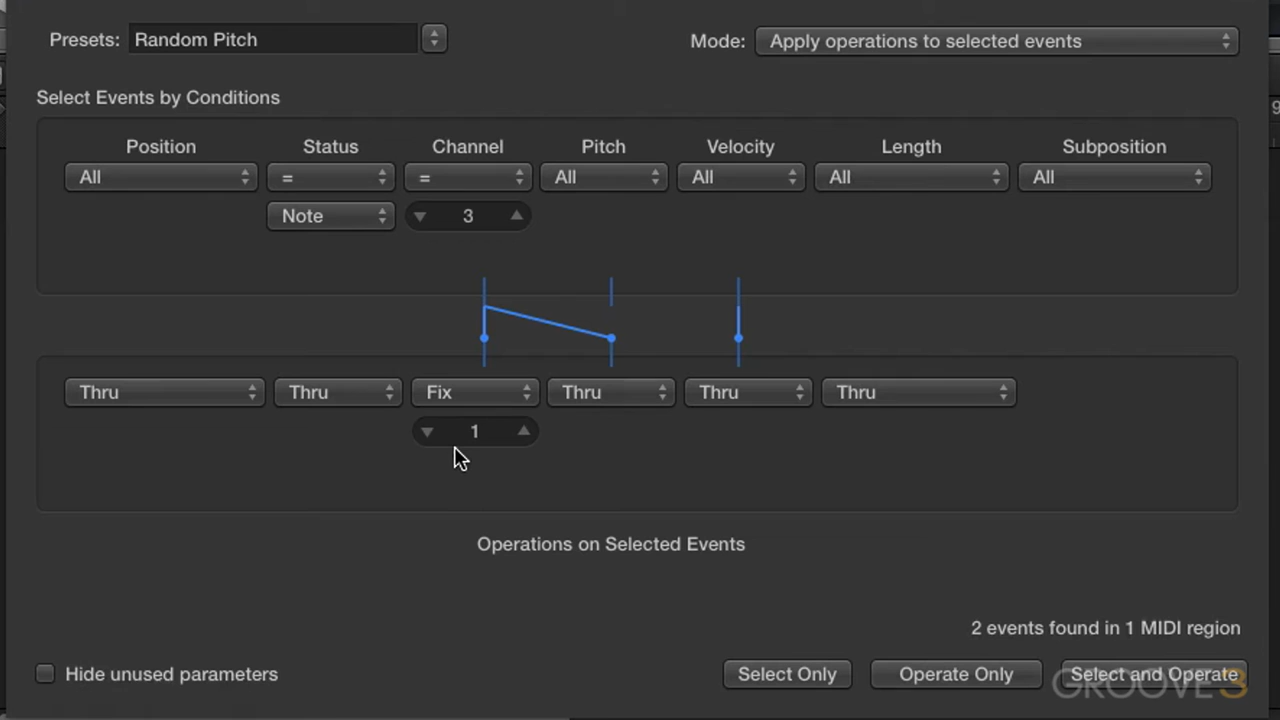 Presets: Random Pitch Mode: Apply operations to selected events
Select Events by Conditions
Position Status Channel Pitch Velocity Length Subposition
All = = All All All All
Note 3
Thru Thru Fix Thru Thru Thru
1
Operations on Selected Events
2 events found in 1 MIDI region
Hide unused parameters Select Only Operate Only Select and Operate
GROOVE3